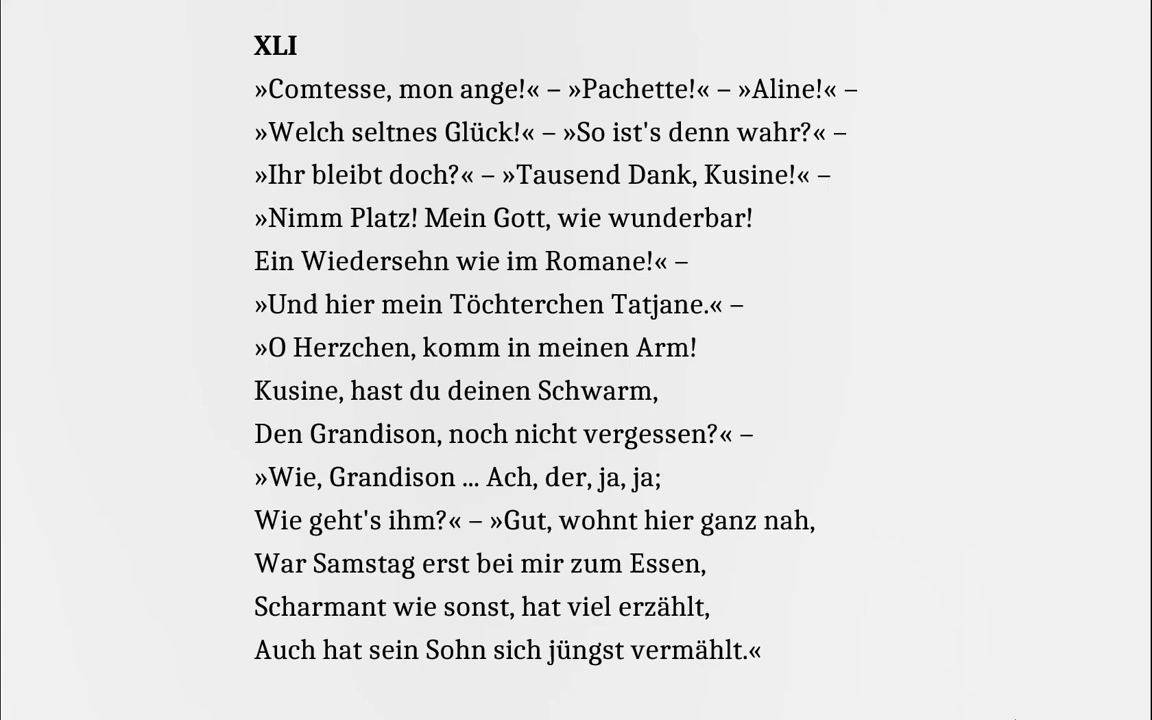 XLI
»Comtesse, mon ange!« – »Pachette!« – »Aline!« –
»Welch seltnes Glück!« – »So ist's denn wahr?« –
»Ihr bleibt doch?« – »Tausend Dank, Kusine!« –
»Nimm Platz! Mein Gott, wie wunderbar!
Ein Wiedersehn wie im Romane!« –
»Und hier mein Töchterchen Tatjane.« –
»O Herzchen, komm in meinen Arm!
Kusine, hast du deinen Schwarm,
Den Grandison, noch nicht vergessen?« –
»Wie, Grandison ... Ach, der, ja, ja;
Wie geht's ihm?« – »Gut, wohnt hier ganz nah,
War Samstag erst bei mir zum Essen,
Scharmant wie sonst, hat viel erzählt,
Auch hat sein Sohn sich jüngst vermählt.«